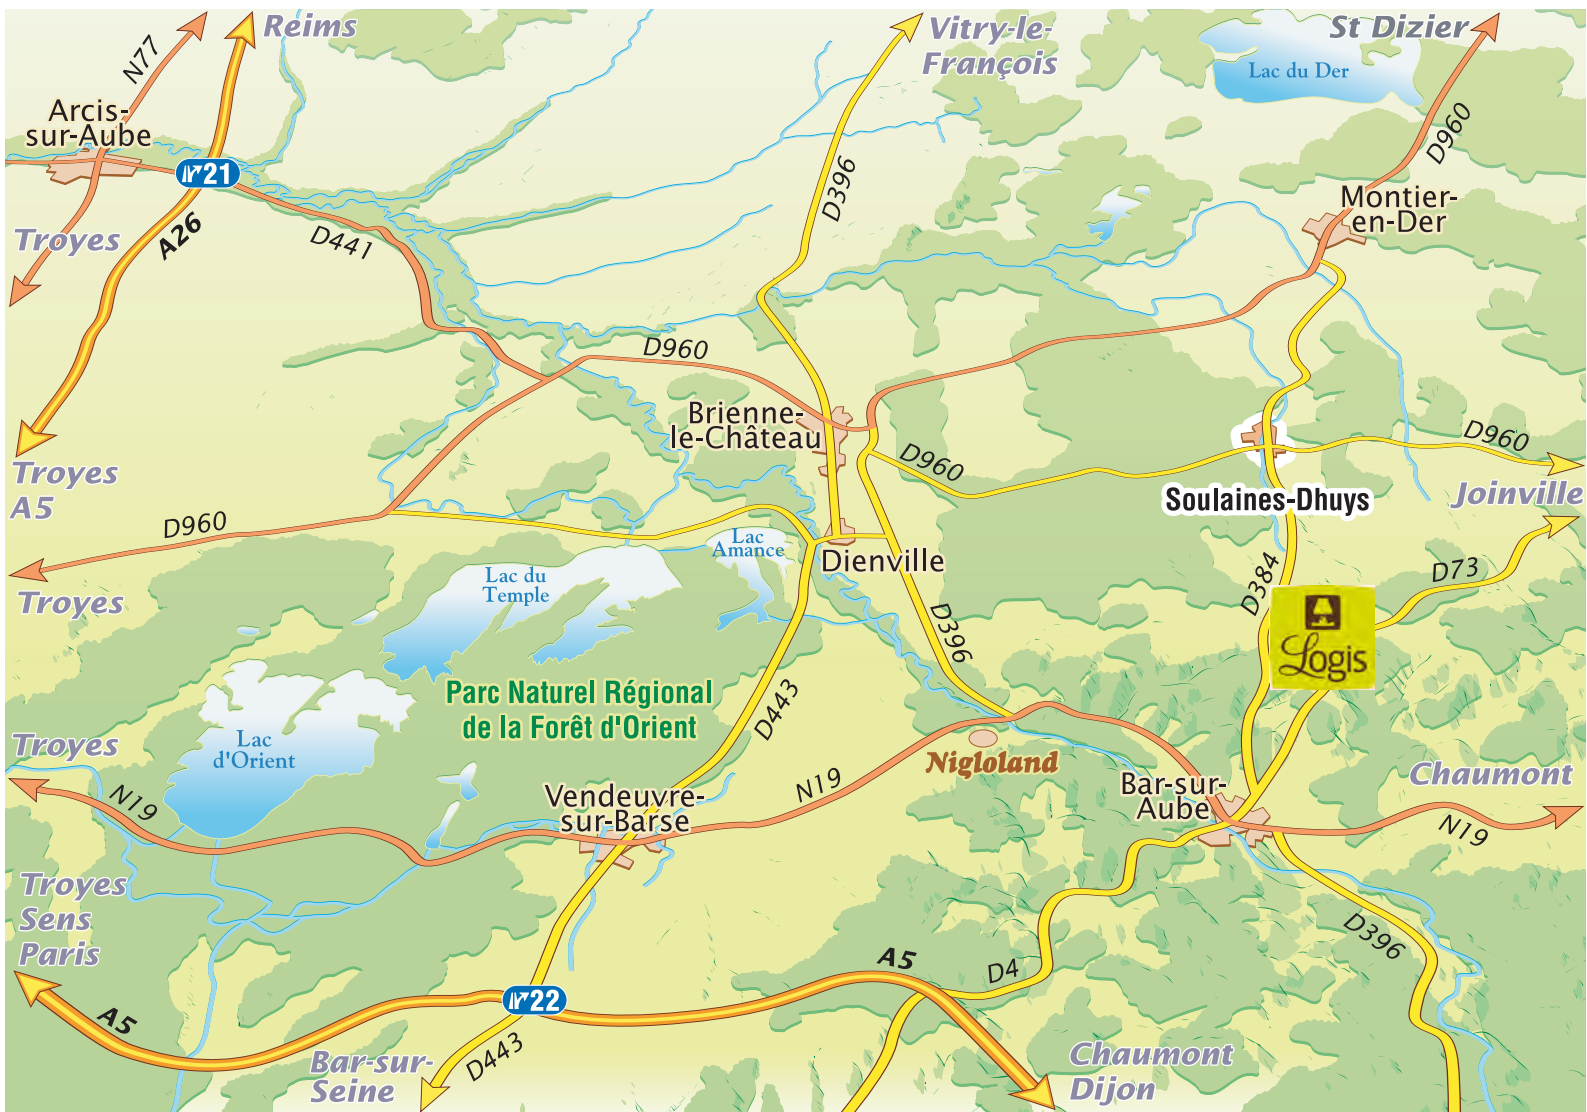 Reims
Vitry-le-
François
St Dizier
Lac du Der
N77
Arcis-
sur-Aube
21
D960
D396
Montier-
en-Der
Troyes
A26
D441
D960
Brienne-
le-Château
D960
D960
Troyes
A5
Joinville
Soulaines-Dhuys
D960
Lac
Amance
Dienville
Lac du
Temple
D384
D73
Troyes
D396
Logis
Parc Naturel Régional
de la Forêt d'Orient
D443
Lac
d'Orient
Troyes
Nigloland
Chaumont
N19
Vendeuvre-
sur-Barse
N19
Bar-sur-
Aube
N19
Troyes
Sens
Paris
D396
A5
D4
22
A5
Bar-sur-
Seine
D443
Chaumont
Dijon